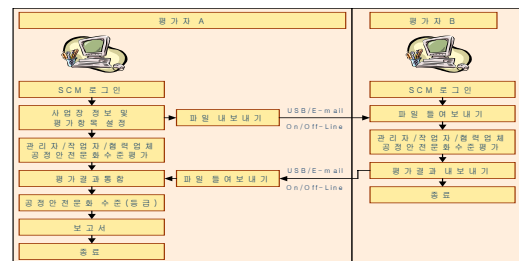 평가자 A
평가자 B
SCM 로그인
SCM 로그인
사업장 정보 및
평가항목 설정
파일 내보내기
USB/E-mail
On/Off-Line
파일 들여보내기
관리자/작업자/협력업체
공정안전문화수준평가
관리자/작업자/협력업체
공정안전문화수준평가
평가결과통합
파일 들여보내기
USB/E-mail
On/Off-Line
평가결과 내보내기
종료
공정안전문화 수준(등급)
보고서
종료